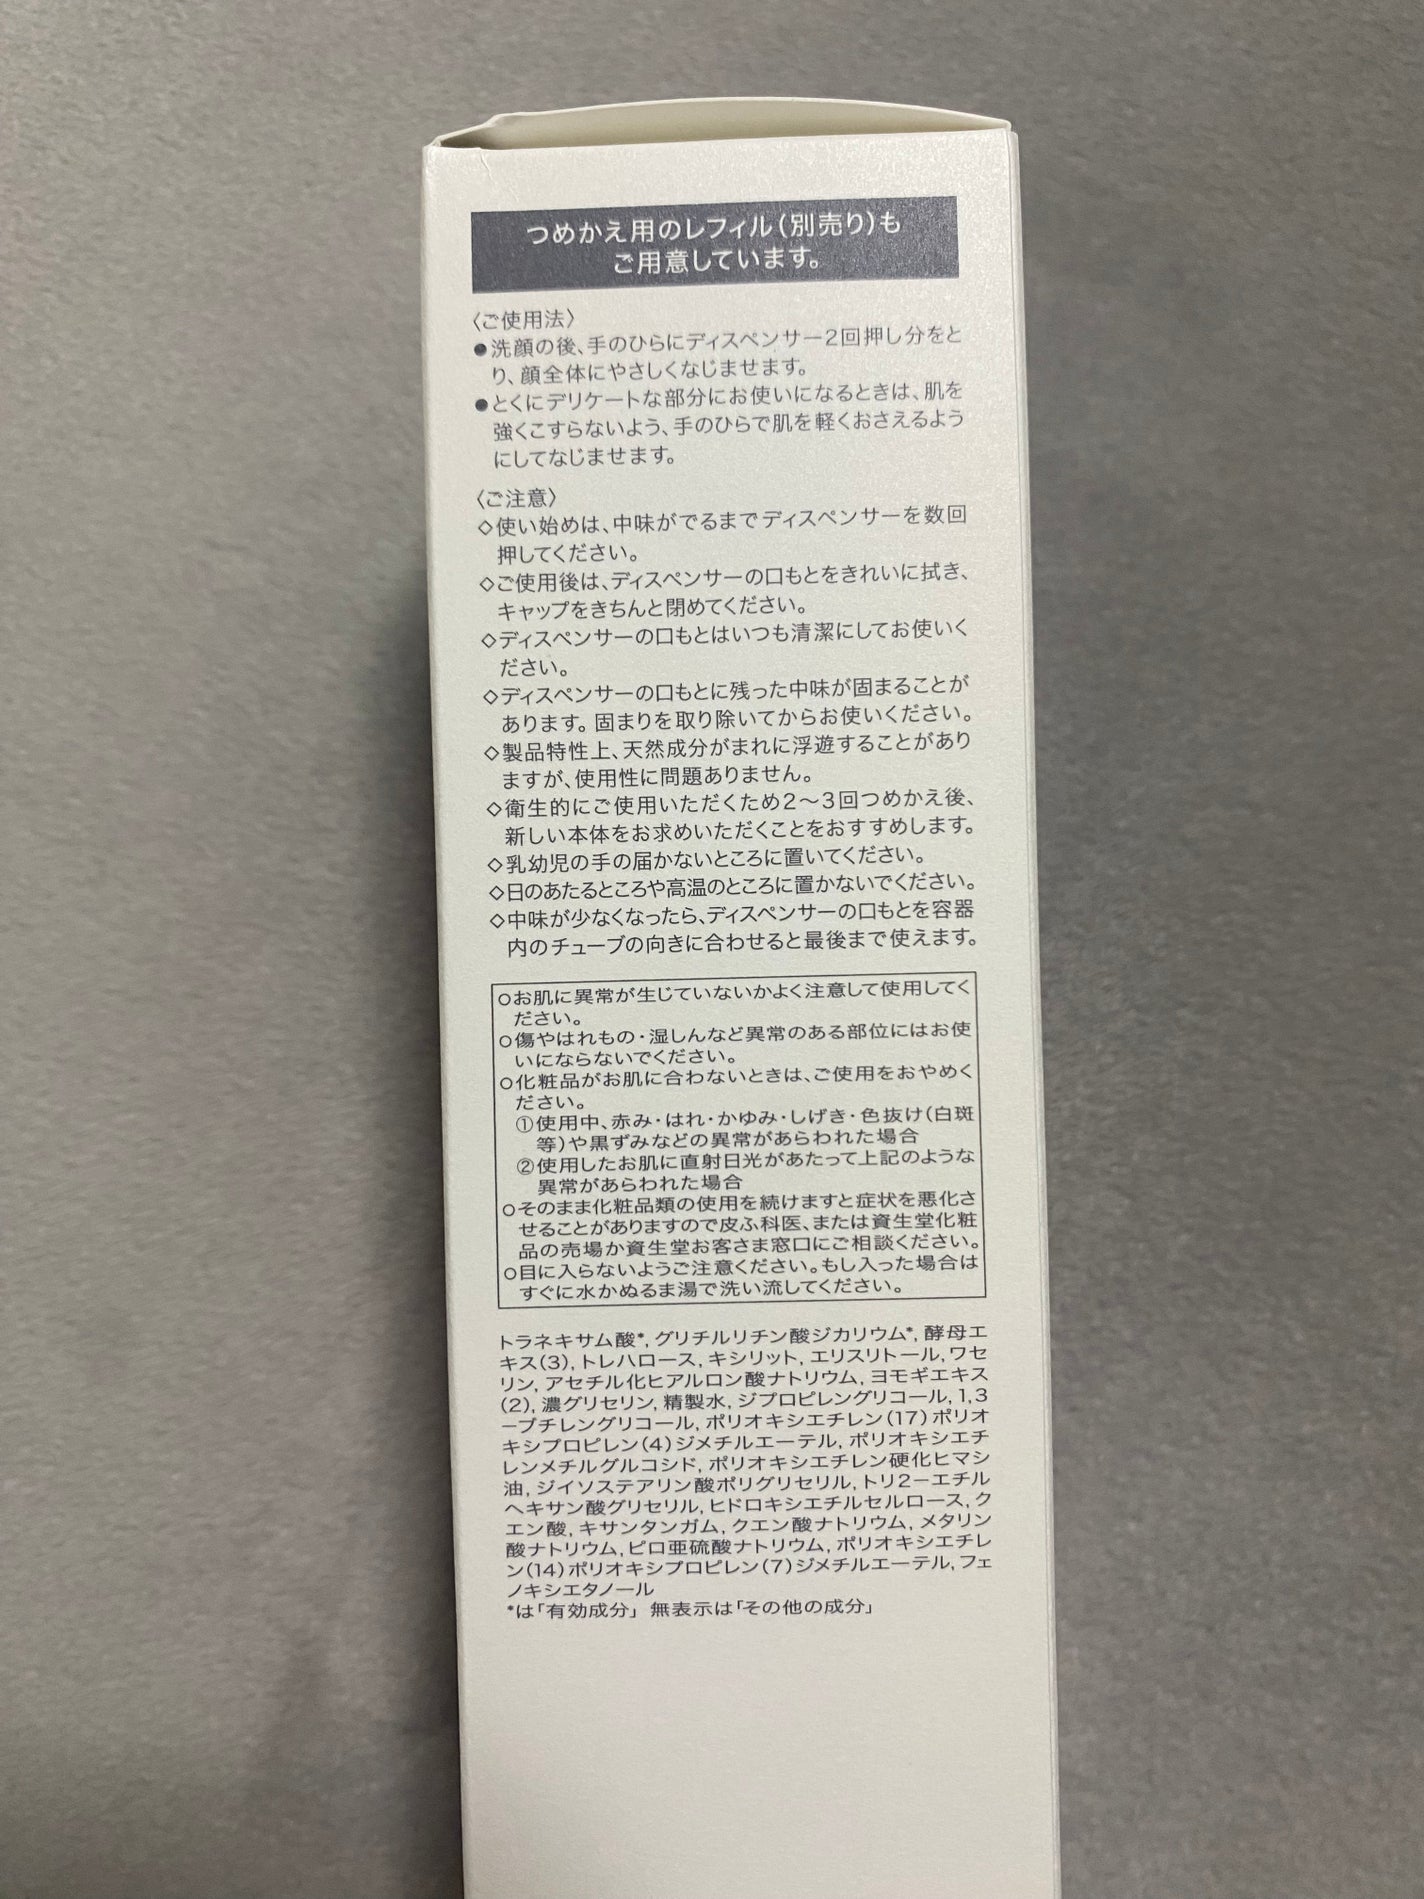 つめかえ用のレフィル（別売り）も
ご用意しています。
〈ご使用法〉
●洗顔の後、手のひらにディスペンサー2回押し分をと
り、顔全体にやさしくなじませます。
●とくにデリケートな部分にお使いになるときは、肌を
強くこすらないよう、手のひらで肌を軽くおさえるよう
にしてなじませます。
〈ご注意〉
◇使い始めは、中味がでるまでディスペンサーを数回
押してください。
◇ご使用後は、ディスペンサーの口もとをきれいに拭き、
キャップをきちんと閉めてください。
◇ディスペンサーの口もとはいつも清潔にしてお使いく
ださい。
◇ディスペンサーの口もとに残った中味が固まることが
あります。固まりを取り除いてからお使いください。
◇製品特性上、天然成分がまれに浮遊することがあり
ますが、使用性に問題ありません。
◇衛生的にご使用いただくため2〜3回つめかえ後、
新しい本体をお求めいただくことをおすすめします。
◇乳幼児の手の届かないところに置いてください。
◇日のあたるところや高温のところに置かないでください。
◇中味が少なくなったら、ディスペンサーの口もとを容器
内のチューブの向きに合わせると最後まで使えます。
○お肌に異常が生じていないかよく注意して使用してく
ださい。
○傷やはれもの・湿しんなど異常のある部位にはお使
いにならないでください。
○化粧品がお肌に合わないときは、ご使用をおやめく
ださい。
①使用中、赤み・はれ・かゆみ・しげき・色抜け（白斑
等）や黒ずみなどの異常があらわれた場合
②使用したお肌に直射日光があたって上記のような
異常があらわれた場合
○そのまま化粧品類の使用を続けますと症状を悪化さ
せることがありますので皮ふ科医、または資生堂化粧
品の売場か資生堂お客さま窓口にご相談ください。
○目に入らないようご注意ください。もし入った場合は
すぐに水かぬるま湯で洗い流してください。
トラネキサム酸*, グリチルリチン酸ジカリウム*, 酵母エ
キス（3）, トレハロース, キシリット, エリスリトール, ワセ
リン, アセチル化ヒアルロン酸ナトリウム, ヨモギエキス
（2）, 濃グリセリン, 精製水, ジプロピレングリコール, 1,3
ーブチレングリコール, ポリオキシエチレン（17）ポリオ
キシプロピレン（4）ジメチルエーテル, ポリオキシエチ
レンメチルグルコシド, ポリオキシエチレン硬化ヒマシ
油, ジイソステアリン酸ポリグリセリル, トリ2ーエチル
ヘキサン酸グリセリル, ヒドロキシエチルセルロース, ク
エン酸, キサンタンガム, クエン酸ナトリウム, メタリン
酸ナトリウム, ピロ亜硫酸ナトリウム, ポリオキシエチレ
ン（14）ポリオキシプロピレン（7）ジメチルエーテル, フェ
ノキシエタノール
*は「有効成分」 無表示は「その他の成分」